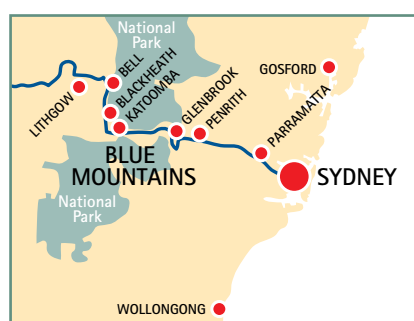 National
Park
BELL
BLACKHEATH
KATOOMBA
LITHGOW
GLENBROOK
PENRITH
GOSFORD
PARRAMATTA
BLUE
MOUNTAINS
SYDNEY
National
Park
WOLLONGONG